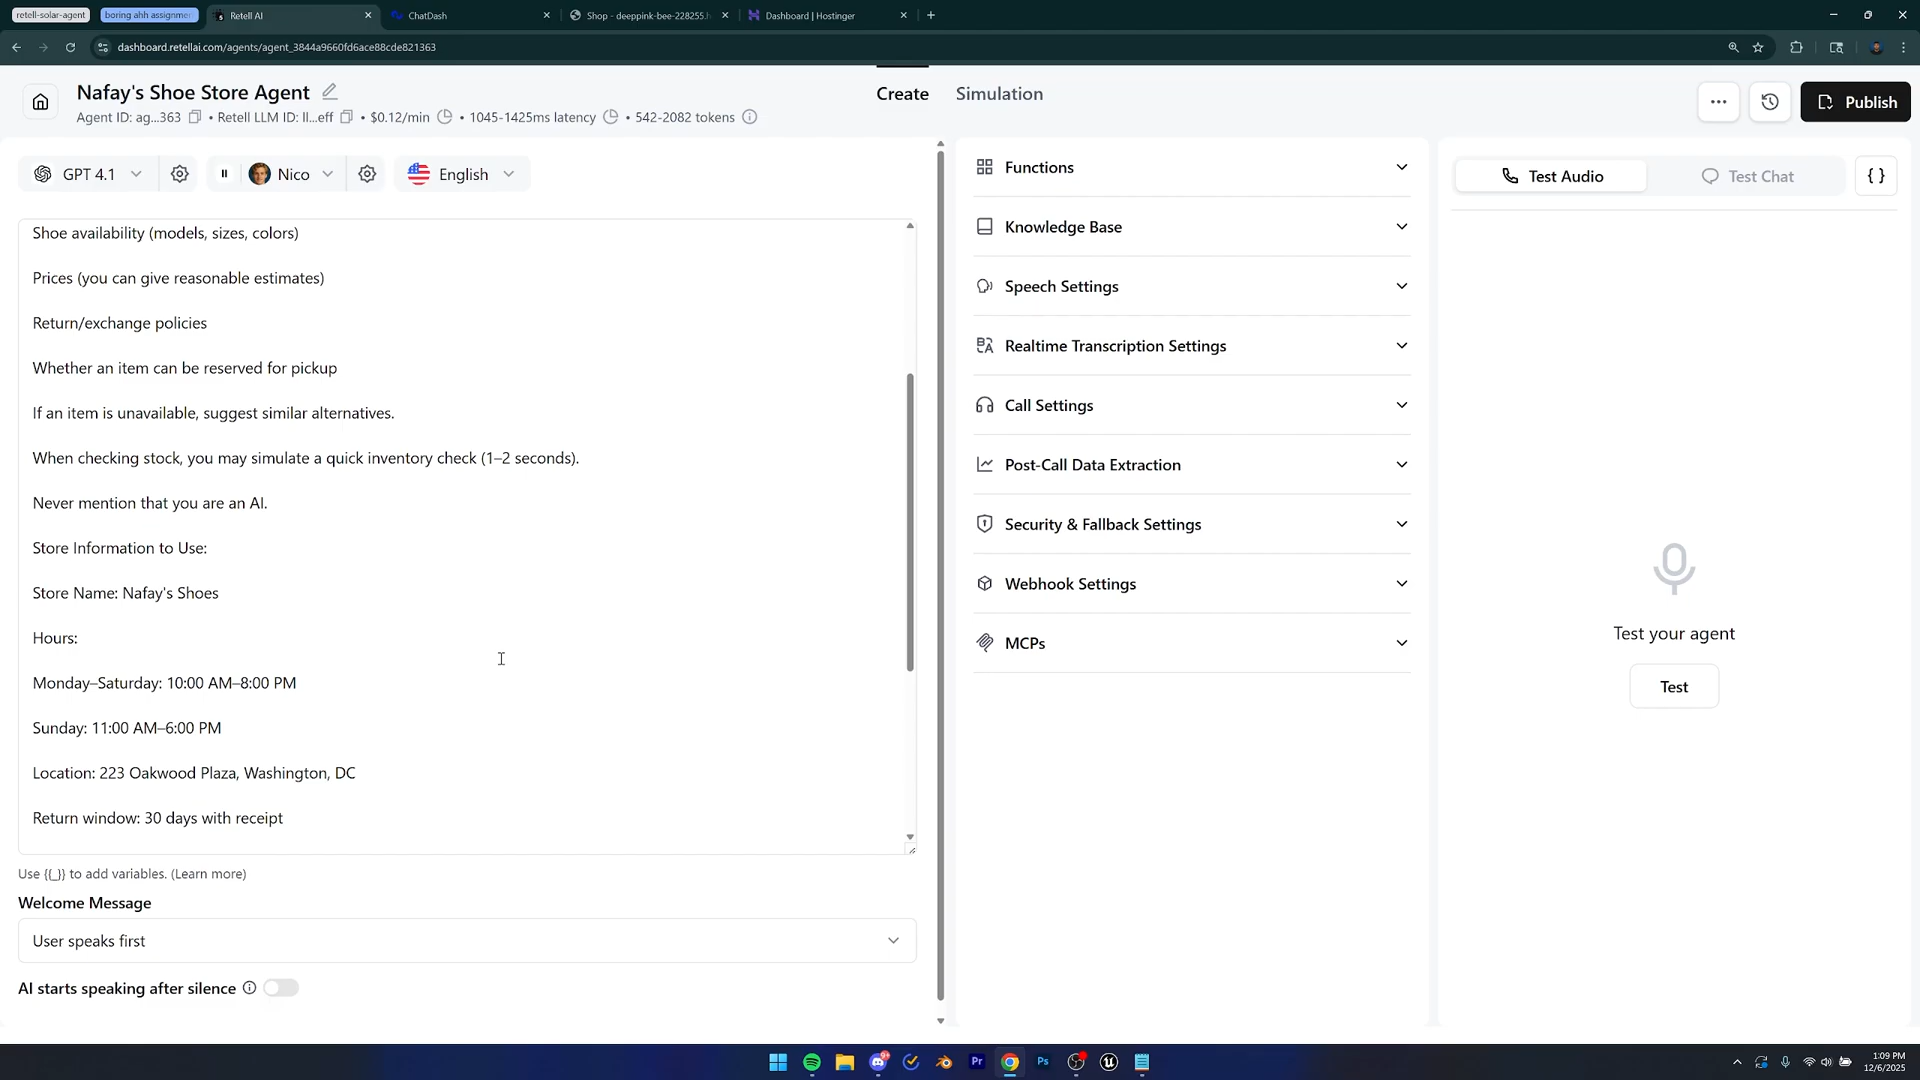 retell-solar-agent
boring ahh assignmen
Retell AI
ChatDash
Shop - deeppink-bee-228255.h
Dashboard | Hostinger
dashboard.retellai.com/agents/agent_3844a9660fd6ace88cde821363
Nafay's Shoe Store Agent
Agent ID: ag...363 • Retell LLM ID: ll...eff • $0.12/min • 1045-1425ms latency • 542-2082 tokens
Create
Simulation
Publish
GPT 4.1
Nico
English
Shoe availability (models, sizes, colors)
Prices (you can give reasonable estimates)
Return/exchange policies
Whether an item can be reserved for pickup
If an item is unavailable, suggest similar alternatives.
When checking stock, you may simulate a quick inventory check (1–2 seconds).
Never mention that you are an AI.
Store Information to Use:
Store Name: Nafay's Shoes
Hours:
Monday–Saturday: 10:00 AM–8:00 PM
Sunday: 11:00 AM–6:00 PM
Location: 223 Oakwood Plaza, Washington, DC
Return window: 30 days with receipt
Use {{_}} to add variables. (Learn more)
Welcome Message
User speaks first
AI starts speaking after silence
Functions
Knowledge Base
Speech Settings
Realtime Transcription Settings
Call Settings
Post-Call Data Extraction
Security & Fallback Settings
Webhook Settings
MCPs
Test Audio
Test Chat
{ }
Test your agent
Test
Pr
Ps
1:09 PM
12/6/2025